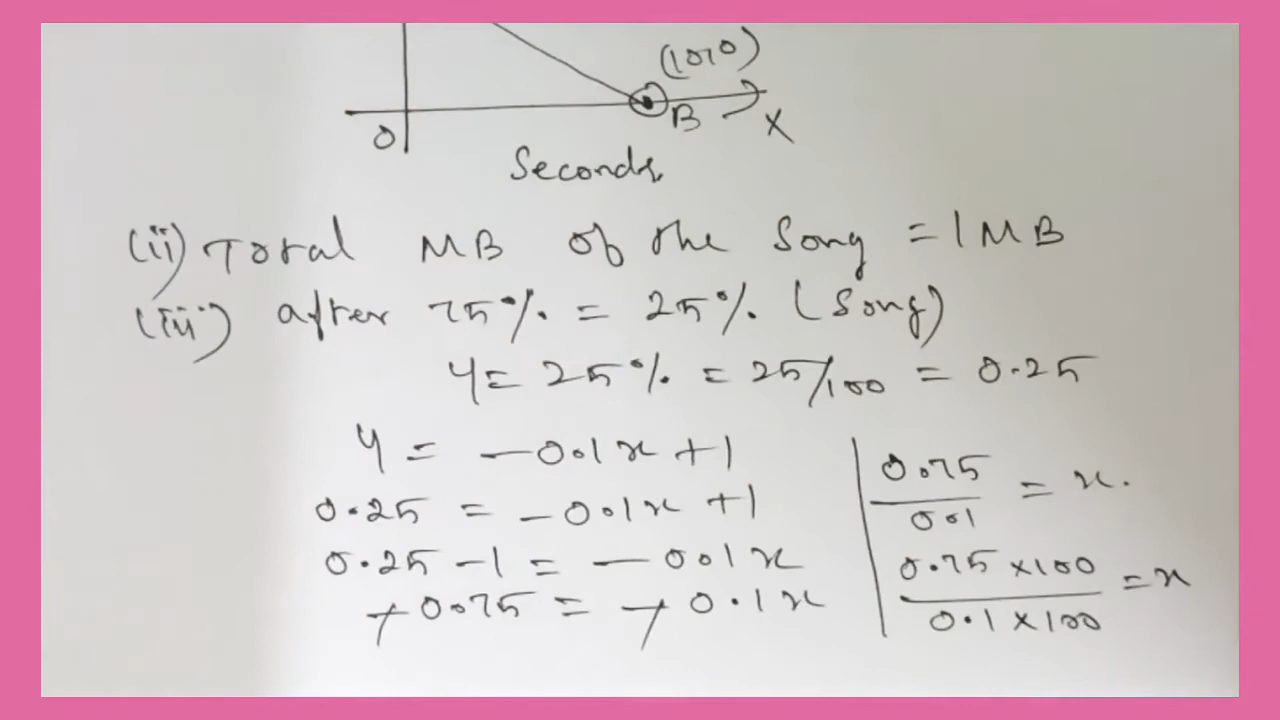 (10,0)
B
X
0
Seconds
(ii) Total MB of the Song = 1 MB
(iii) after 75% = 25% (Song)
y = 25% = 25/100 = 0.25
y = -0.1x + 1
0.25 = -0.1x + 1
0.25 - 1 = -0.1x
-0.75 = -0.1x
0.75/0.1 = x.
0.75 x100/0.1 x 100 = x